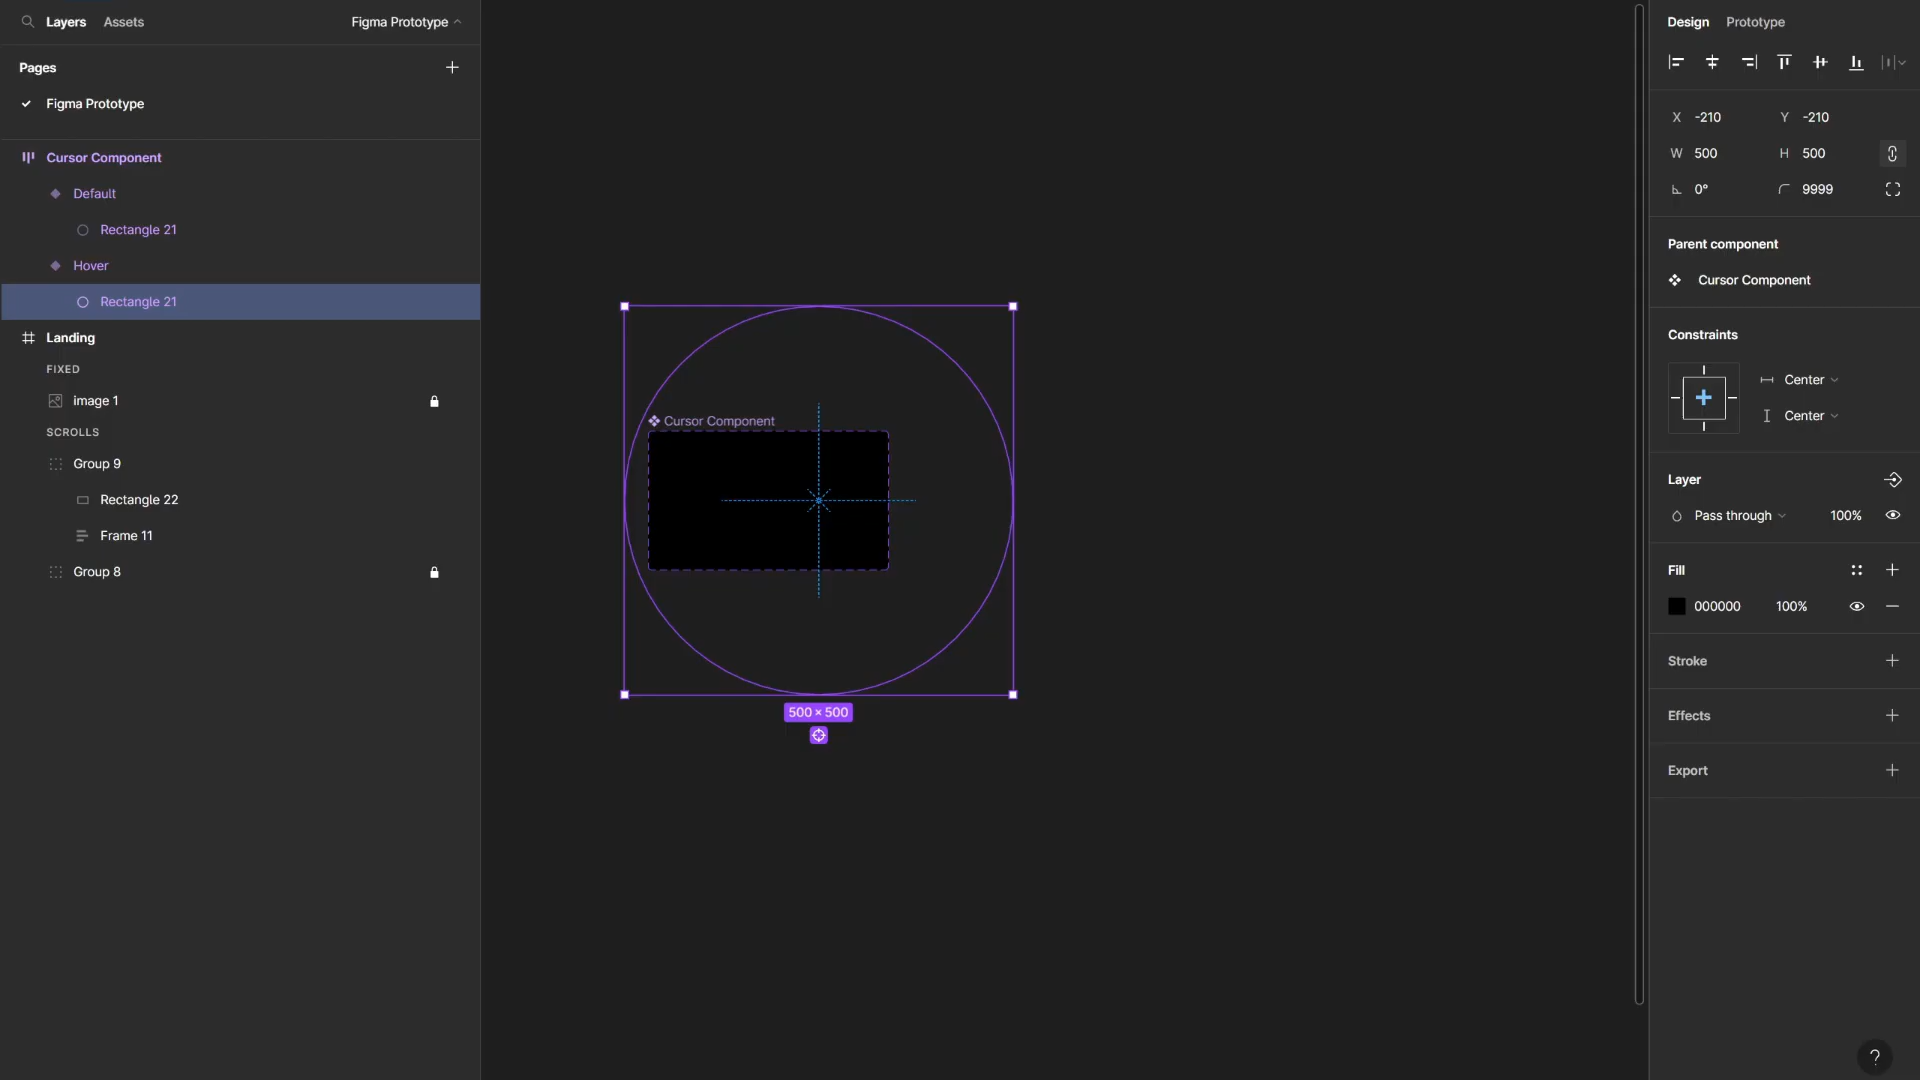 Layers Assets Figma Prototype
Pages
Figma Prototype
Cursor Component
Default
Rectangle 21
Hover
Rectangle 21
Landing
FIXED
image 1
SCROLLS
Group 9
Rectangle 22
Frame 11
Group 8
Cursor Component
500 × 500
Design Prototype
X -210 Y -210
W 500 H 500
0° 9999
Parent component
Cursor Component
Constraints
Center
Center
Layer
Pass through 100%
Fill
000000 100%
Stroke
Effects
Export
?